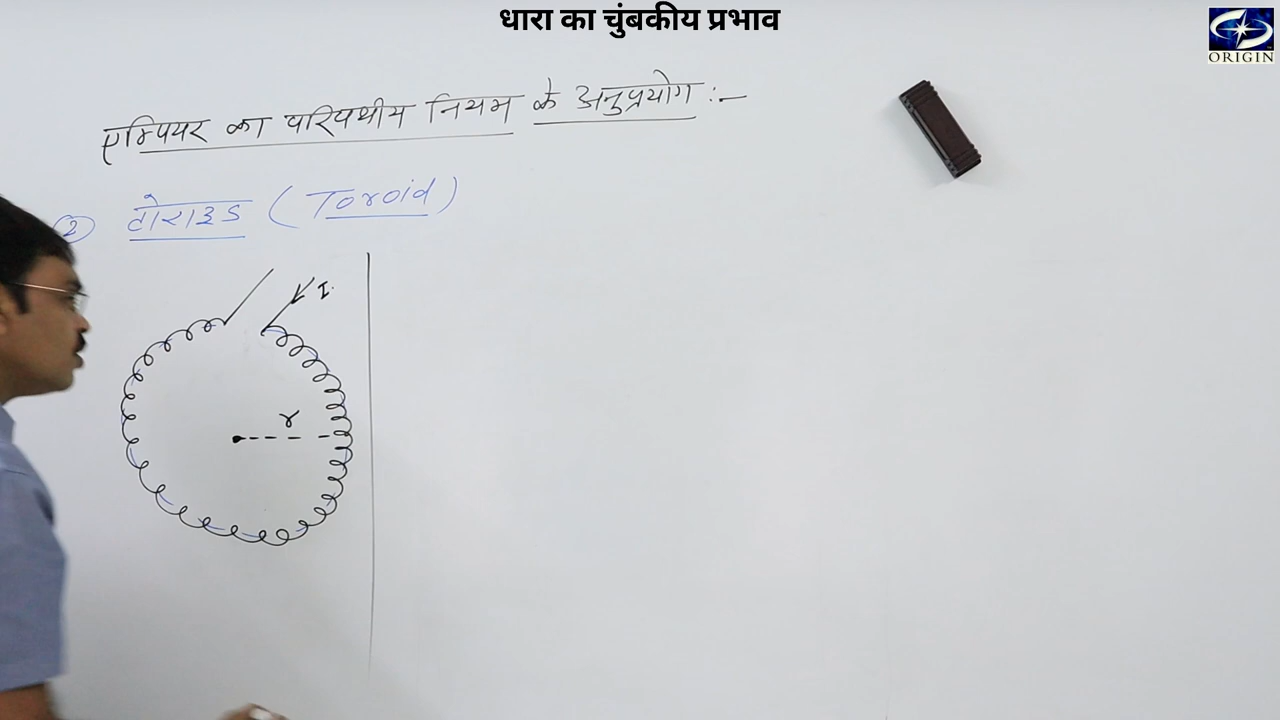 धारा का चुंबकीय प्रभाव
ORIGIN
एम्पियर का परिपथीय नियम के अनुप्रयोग :-
② टोराइड (Toroid)
I
r